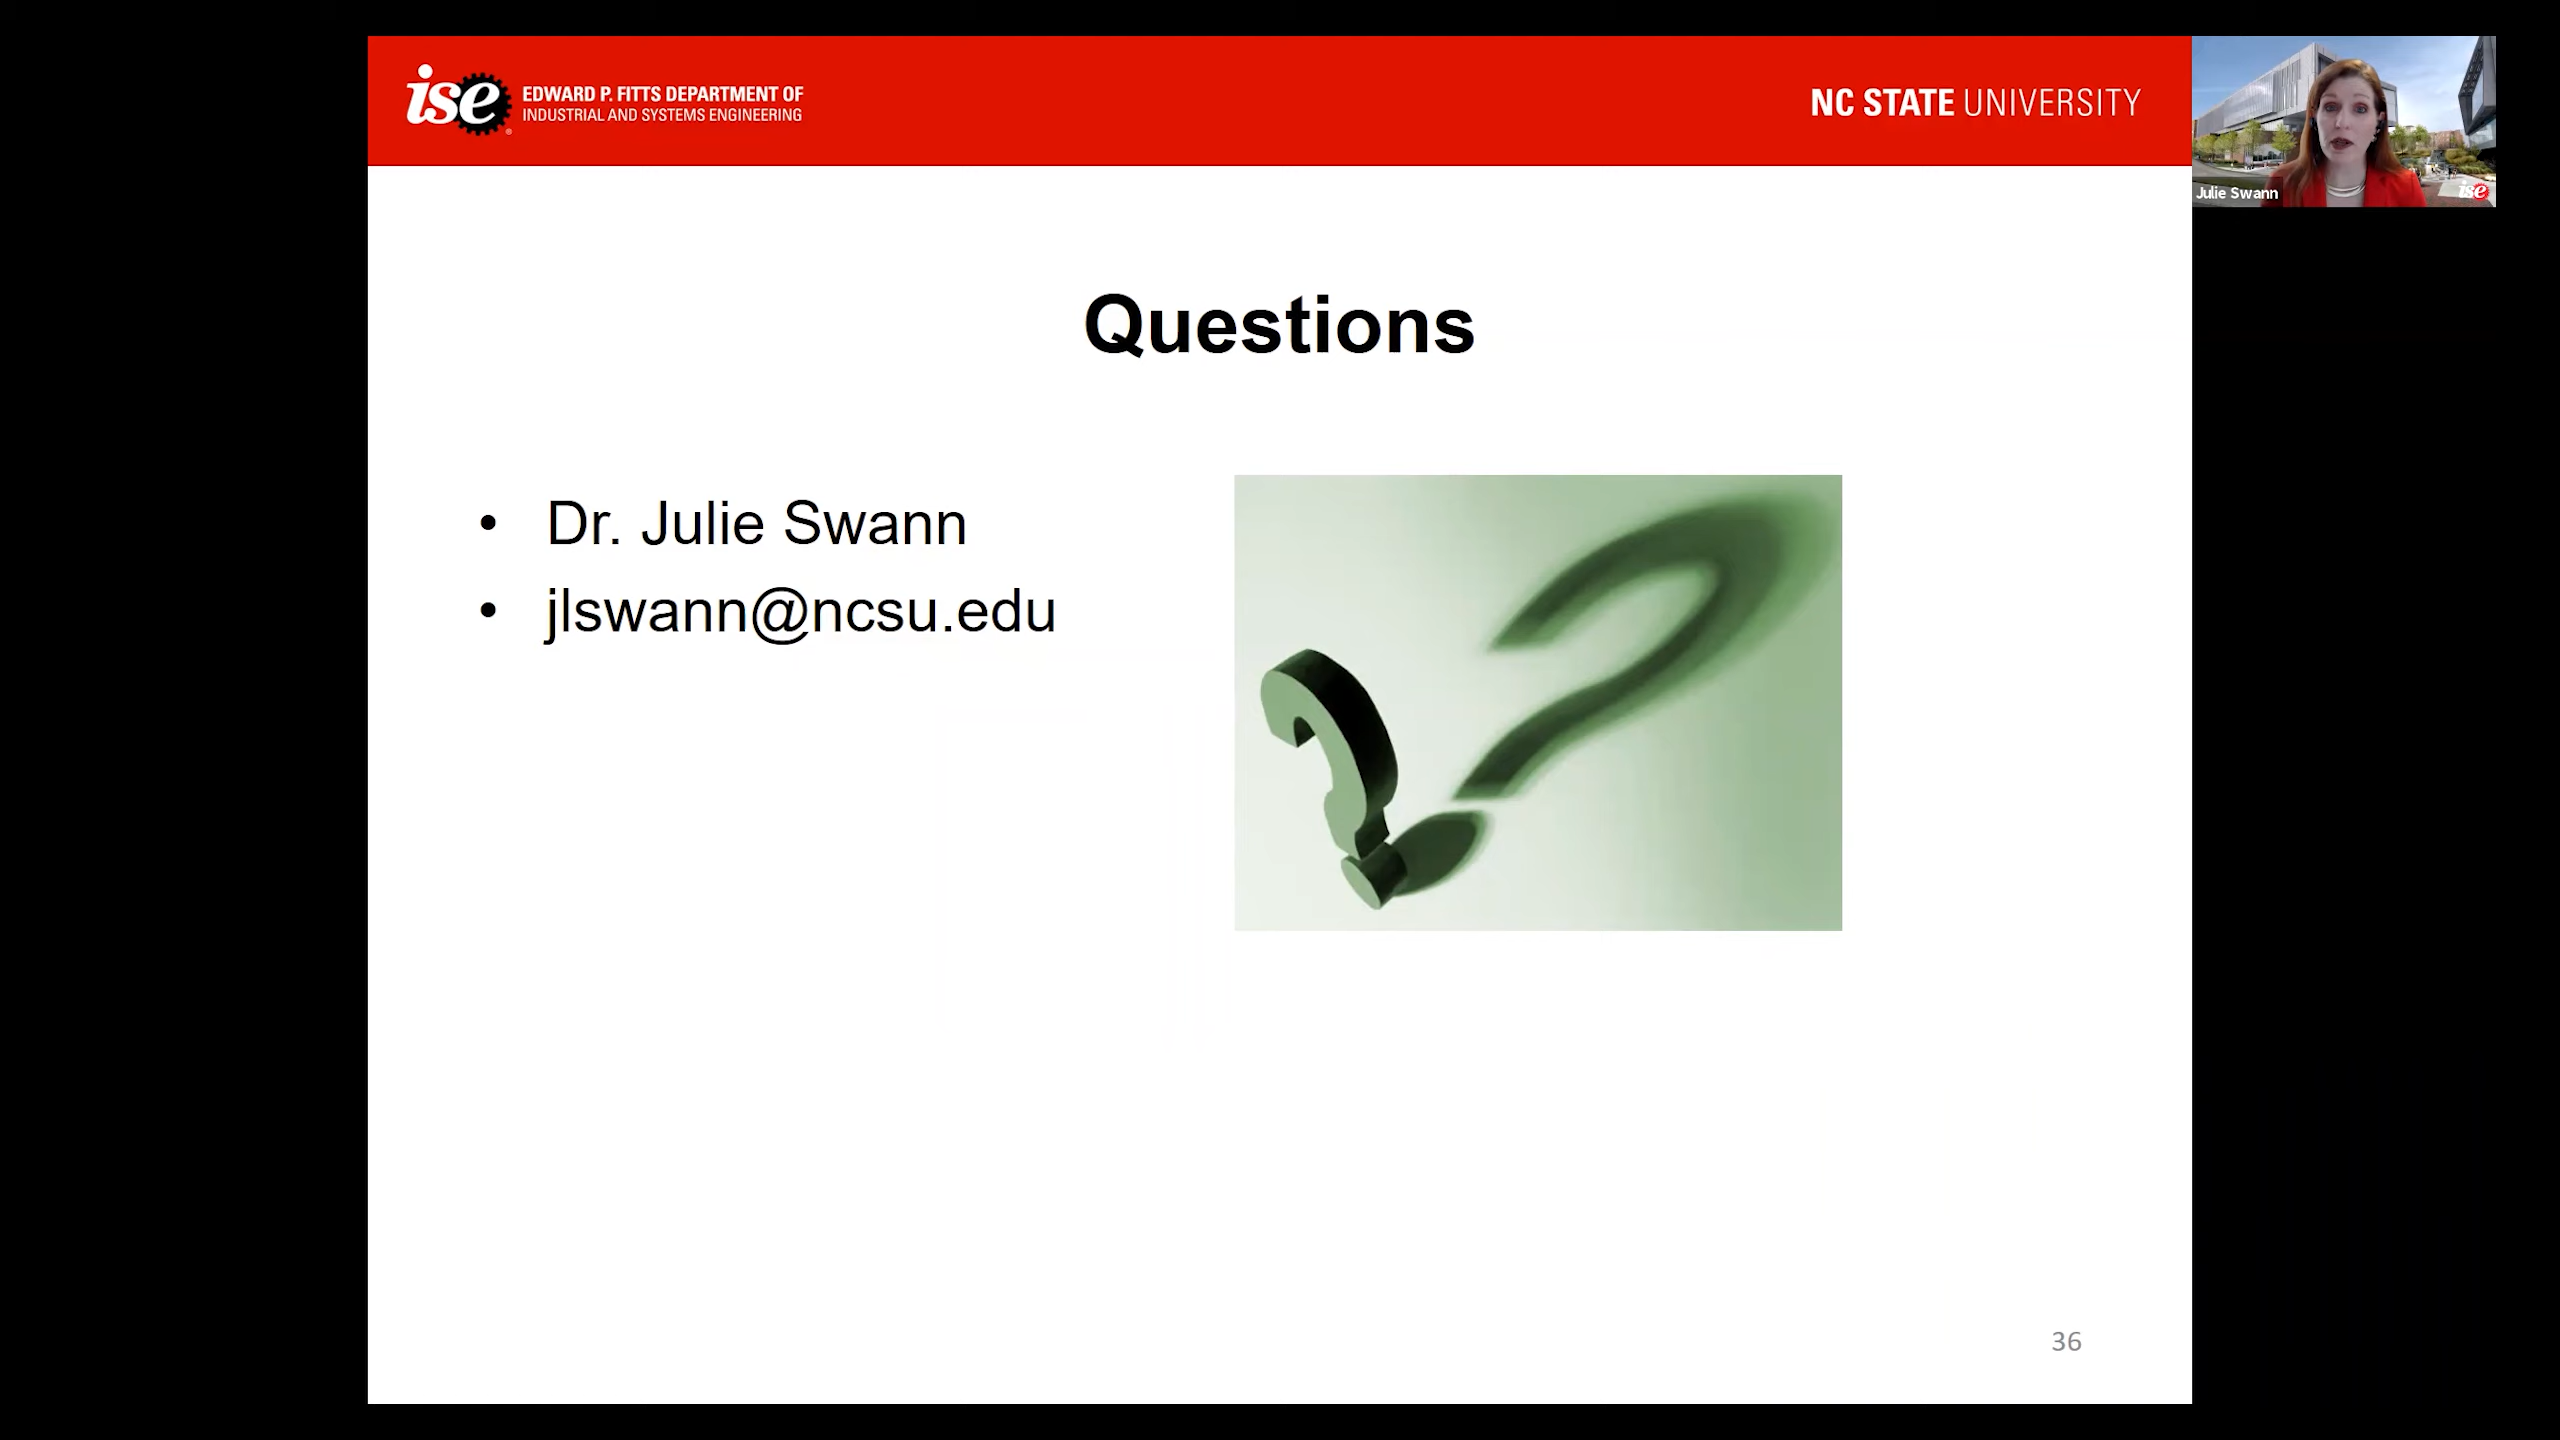 ise
EDWARD P. FITTS DEPARTMENT OF
INDUSTRIAL AND SYSTEMS ENGINEERING
NC STATE UNIVERSITY
Julie Swann
ise
Questions
• Dr. Julie Swann
• jlswann@ncsu.edu
36